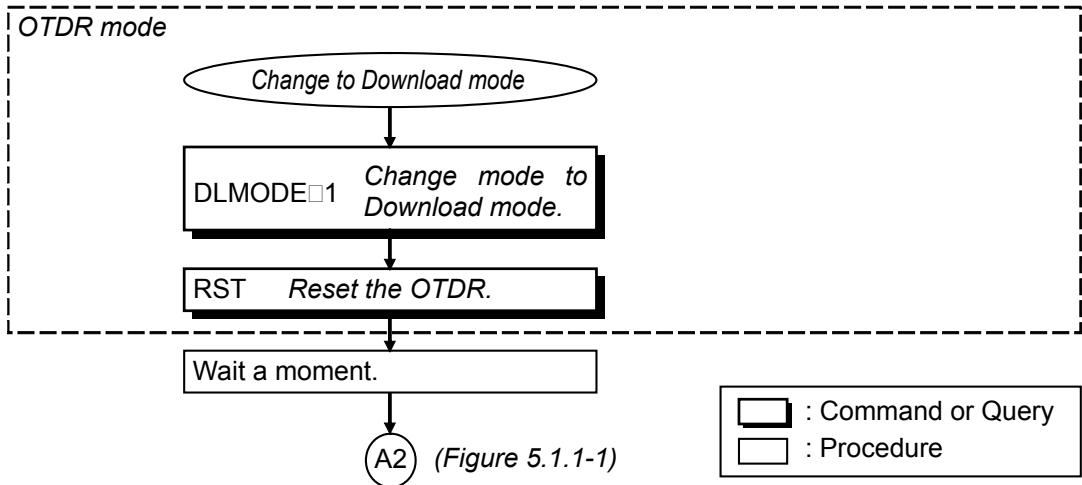 OTDR mode
Change to Download mode
DLMODE□1 Change mode to
Download mode.
RST Reset the OTDR.
Wait a moment.
A2 (Figure 5.1.1-1)
: Command or Query
: Procedure